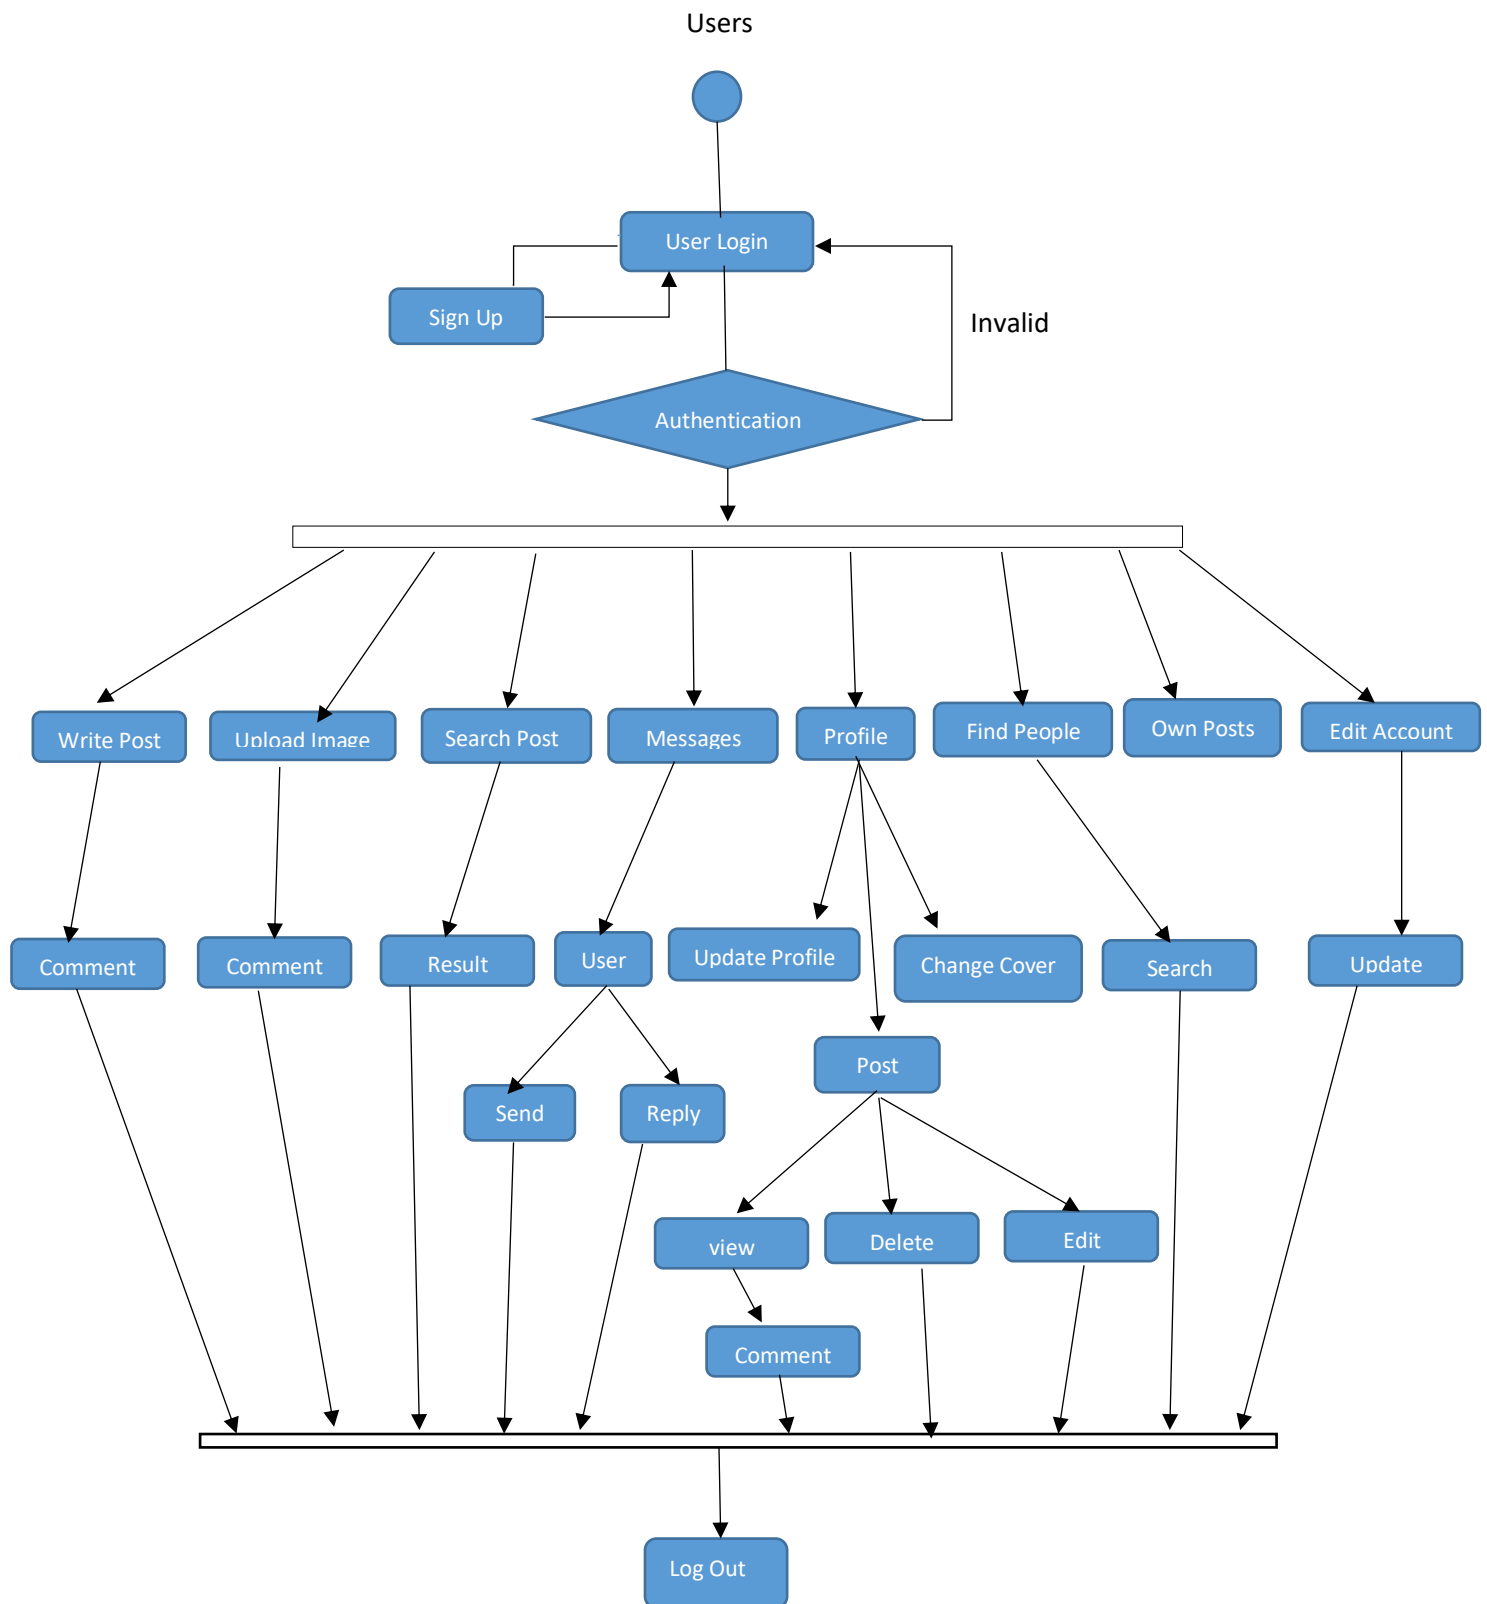 Users
User Login
Sign Up
Invalid
Authentication
Write Post
Upload Image
Search Post
Messages
Profile
Find People
Own Posts
Edit Account
Comment
Comment
Result
User
Update Profile
Change Cover
Search
Update
Post
Send
Reply
view
Delete
Edit
Comment
Log Out